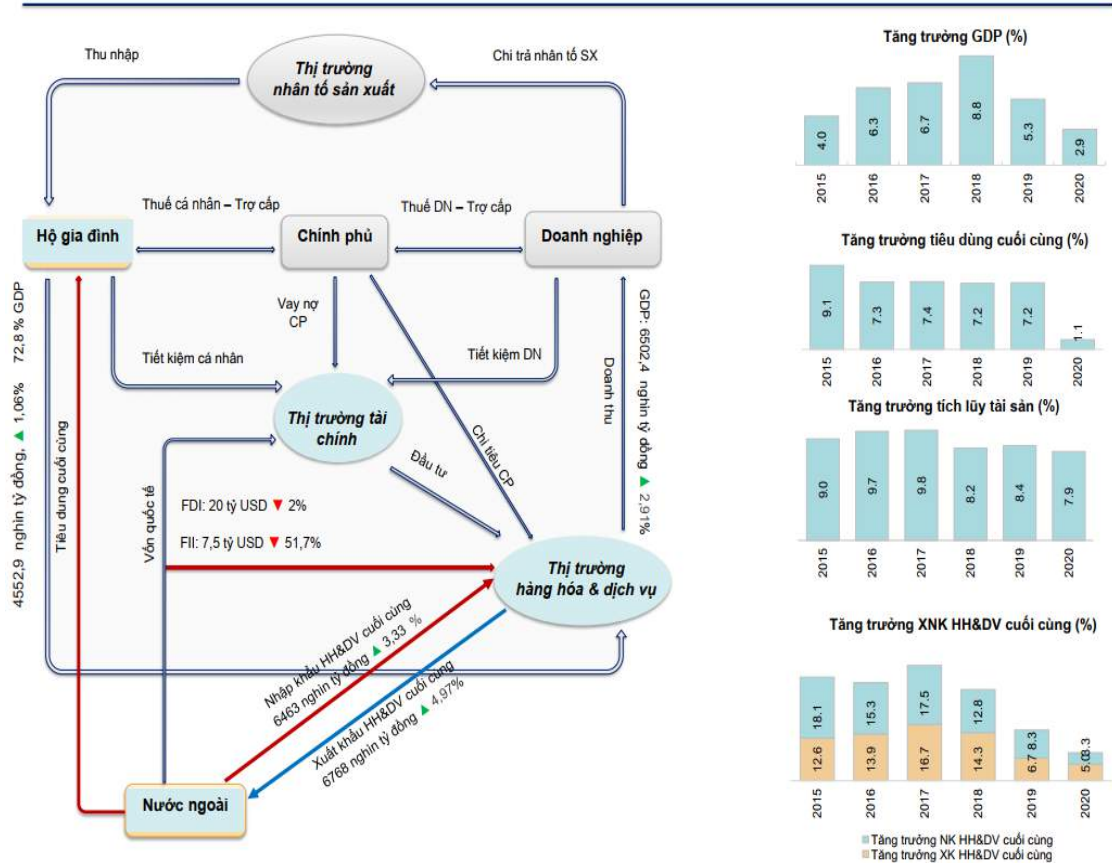 Thu nhập
Thị trường
nhân tố sản xuất
Chi trả nhân tố SX
Hộ gia đình
Thuế cá nhân – Trợ cấp
Chính phủ
Thuế DN – Trợ cấp
Doanh nghiệp
Vay nợ
CP
Tiết kiệm cá nhân
Tiết kiệm DN
Thị trường tài
chính
Đầu tư
Chi tiêu CP
Doanh thu
GDP: 6502,4 nghìn tỷ đồng ▲ 2,91%
4552,9 nghìn tỷ đồng, ▲ 1,06% 72,8 % GDP
Tiêu dung cuối cùng
Vốn quốc tế
FDI: 20 tỷ USD ▼ 2%
FII: 7,5 tỷ USD ▼ 51,7%
Thị trường
hàng hóa & dịch vụ
Nhập khẩu HH&DV cuối cùng
6463 nghìn tỷ đồng ▲ 3,33 %
Xuất khẩu HH&DV cuối cùng
6768 nghìn tỷ đồng ▲ 4,97%
Nước ngoài
Tăng trưởng GDP (%)
4.0 6.3 6.7 8.8 5.3 2.9
2015 2016 2017 2018 2019 2020
Tăng trưởng tiêu dùng cuối cùng (%)
9.1 7.3 7.4 7.2 7.2 1.1
2015 2016 2017 2018 2019 2020
Tăng trưởng tích lũy tài sản (%)
9.0 9.7 9.8 8.2 8.4 7.9
2015 2016 2017 2018 2019 2020
Tăng trưởng XNK HH&DV cuối cùng (%)
18.1 15.3 17.5 12.8 8.3 3.3
12.6 13.9 16.7 14.3 6.7 5.0
2015 2016 2017 2018 2019 2020
Tăng trưởng NK HH&DV cuối cùng
Tăng trưởng XK HH&DV cuối cùng